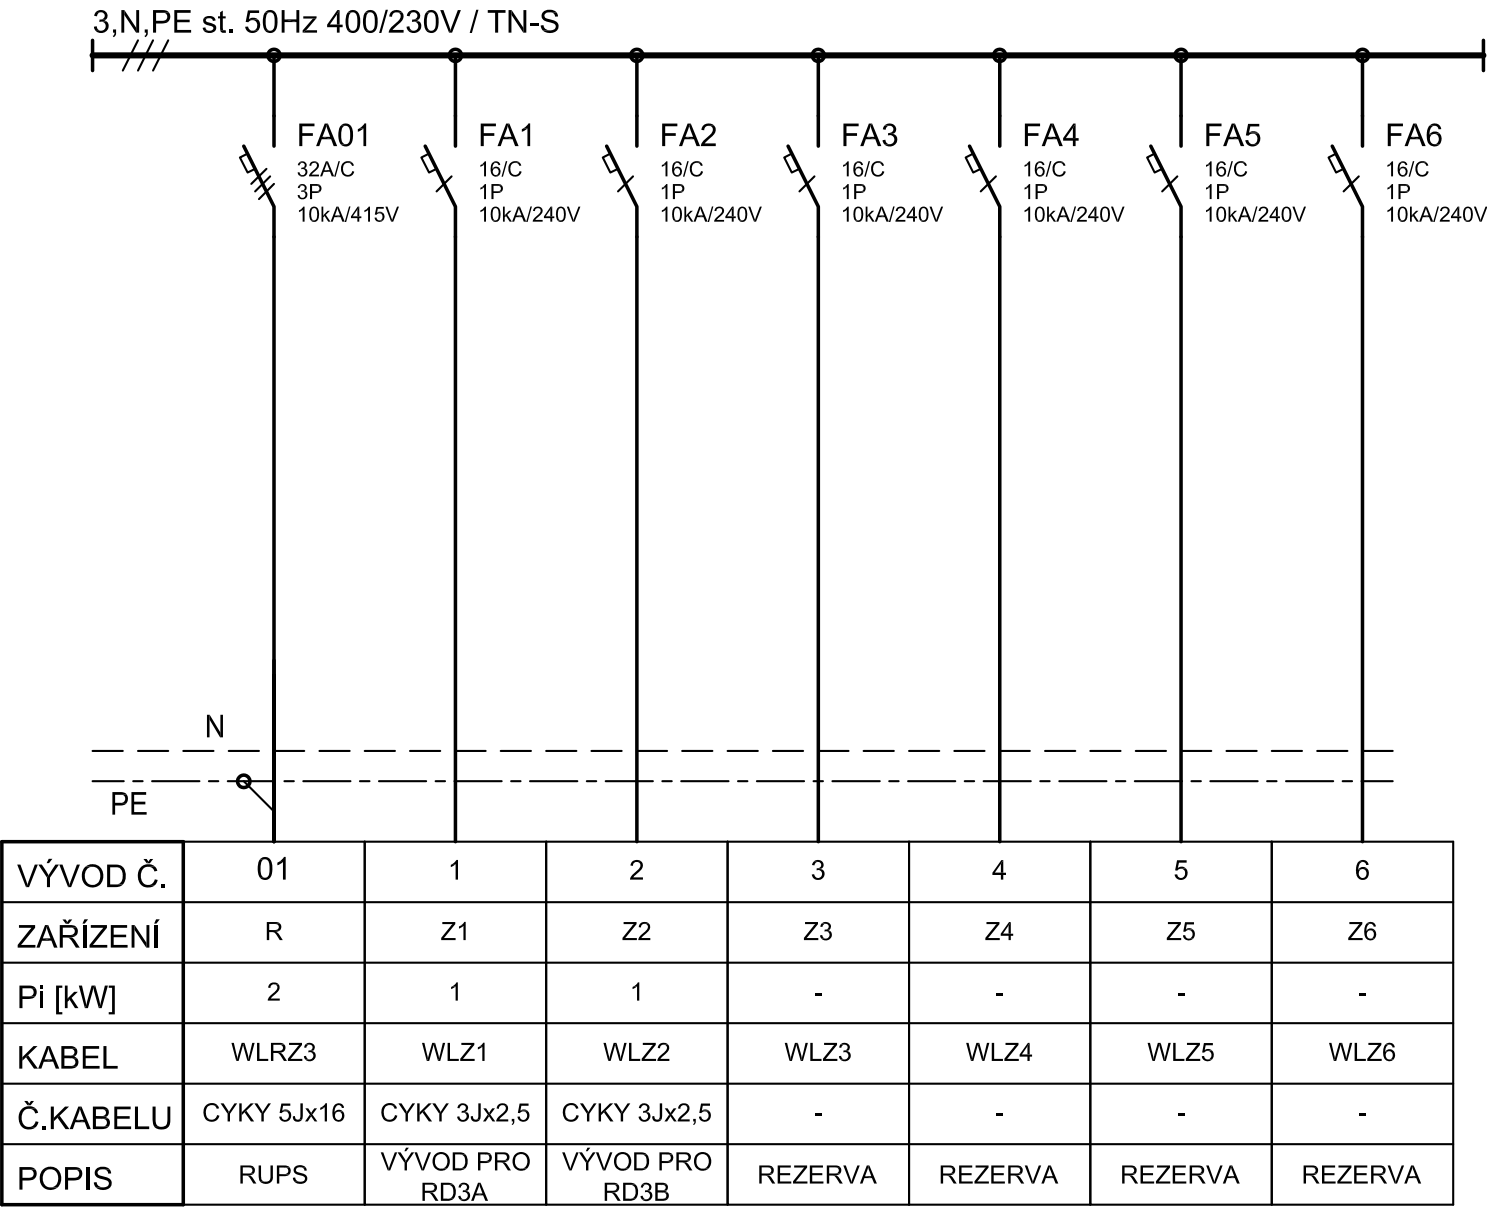 3,N,PE st. 50Hz 400/230V / TN-S
FA01
32A/C
3P
10kA/415V
FA1
16/C
1P
10kA/240V
FA2
16/C
1P
10kA/240V
FA3
16/C
1P
10kA/240V
FA4
16/C
1P
10kA/240V
FA5
16/C
1P
10kA/240V
FA6
16/C
1P
10kA/240V
N
PE
VÝVOD Č. 01 1 2 3 4 5 6
ZAŘÍZENÍ R Z1 Z2 Z3 Z4 Z5 Z6
Pi [kW] 2 1 1 - - - -
KABEL WLRZ3 WLZ1 WLZ2 WLZ3 WLZ4 WLZ5 WLZ6
Č.KABELU CYKY 5Jx16 CYKY 3Jx2,5 CYKY 3Jx2,5 - - - -
POPIS RUPS
VÝVOD PRO
RD3A
VÝVOD PRO
RD3B
REZERVA REZERVA REZERVA REZERVA